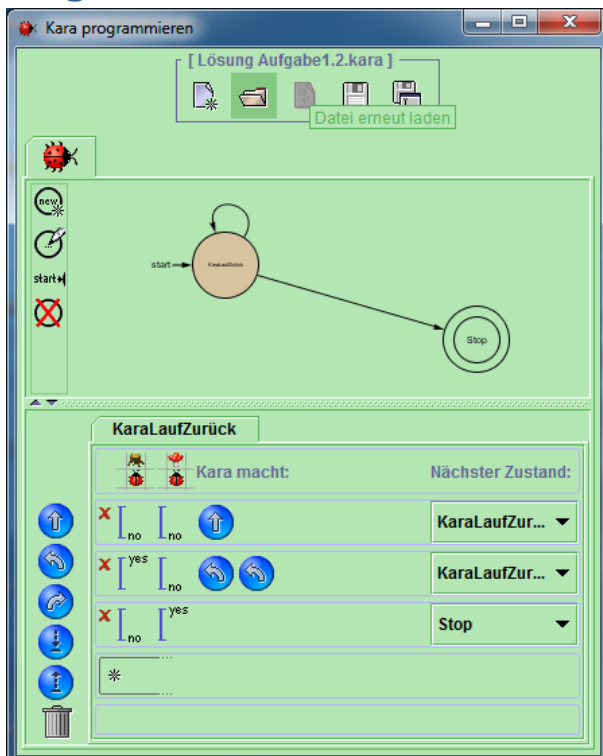 Kara programmieren
[ Lösung Aufgabe1.2.kara ]
Datei erneut laden
new
start
start
KaraLaufZurück
Stop
KaraLaufZurück
Kara macht: Nächster Zustand:
no no KaraLaufZur...
yes no KaraLaufZur...
no yes Stop